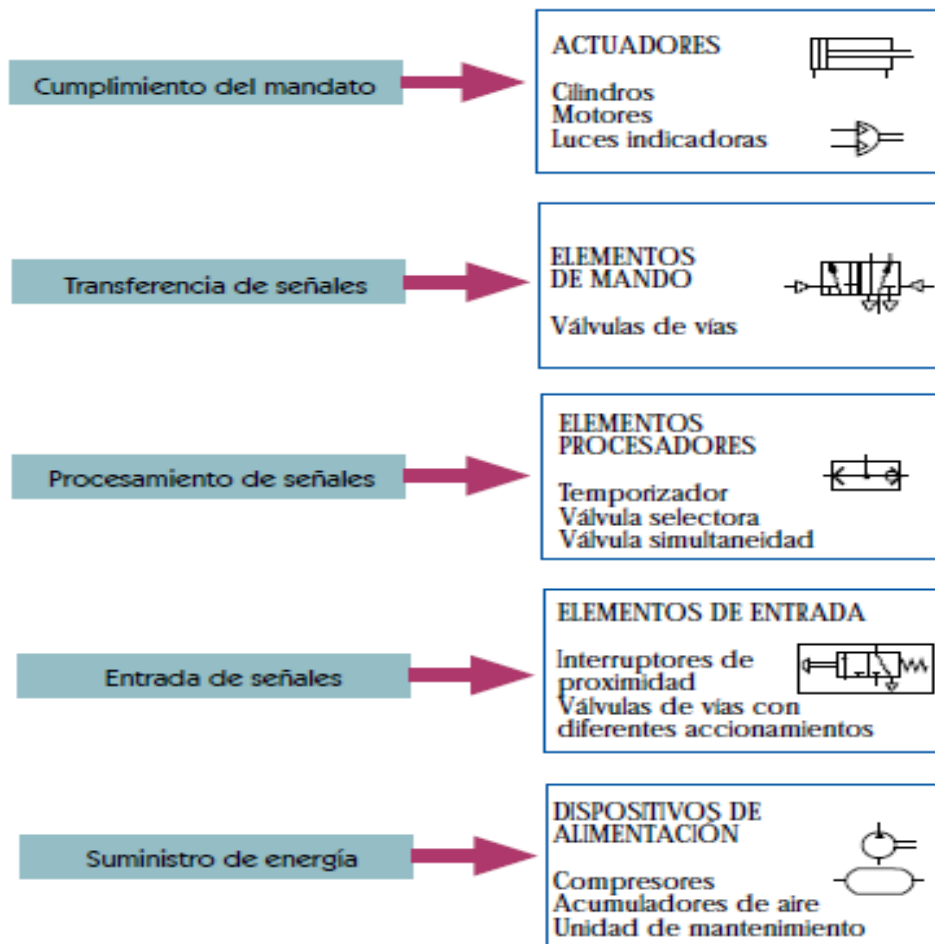 Cumplimiento del mandato
ACTUADORES
Cilindros
Motores
Luces indicadoras
Transferencia de señales
ELEMENTOS
DE MANDO
Válvulas de vías
Procesamiento de señales
ELEMENTOS
PROCESADORES
Temporizador
Válvula selectora
Válvula simultaneidad
Entrada de señales
ELEMENTOS DE ENTRADA
Interruptores de
proximidad
Válvulas de vías con
diferentes accionamientos
Suministro de energía
DISPOSITIVOS DE
ALIMENTACIÓN
Compresores
Acumuladores de aire
Unidad de mantenimiento